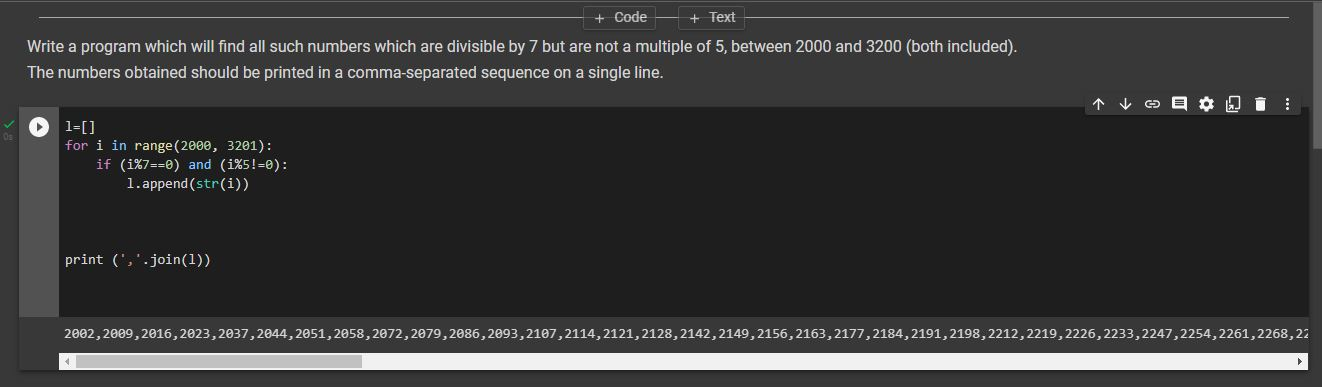 + Code + Text
Write a program which will find all such numbers which are divisible by 7 but are not a multiple of 5, between 2000 and 3200 (both included).
The numbers obtained should be printed in a comma-separated sequence on a single line.
0s
l=[]
for i in range(2000, 3201):
    if (i%7==0) and (i%5!=0):
        l.append(str(i))
print (','.join(l))
2002,2009,2016,2023,2037,2044,2051,2058,2072,2079,2086,2093,2107,2114,2121,2128,2142,2149,2156,2163,2177,2184,2191,2198,2212,2219,2226,2233,2247,2254,2261,2268,22